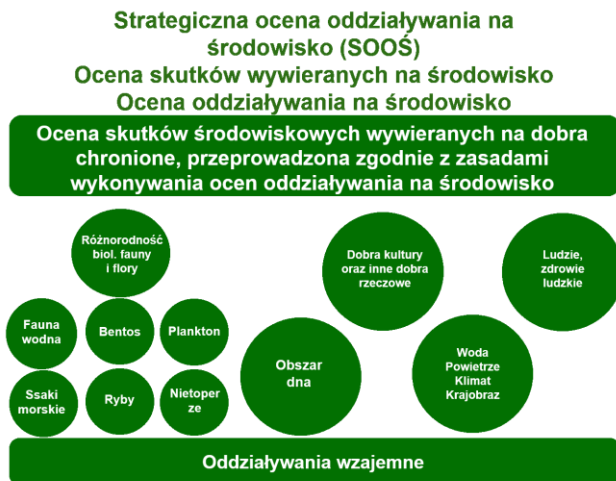 Strategiczna ocena oddziaływania na
środowisko (SOOŚ)
Ocena skutków wywieranych na środowisko
Ocena oddziaływania na środowisko
Ocena skutków środowiskowych wywieranych na dobra
chronione, przeprowadzona zgodnie z zasadami
wykonywania ocen oddziaływania na środowisko
Różnorodność
biol. fauny
i flory
Dobra kultury
oraz inne dobra
rzeczowe
Ludzie,
zdrowie
ludzkie
Fauna
wodna
Bentos
Plankton
Obszar
dna
Woda
Powietrze
Klimat
Krajobraz
Ssaki
morskie
Ryby
Nietoper
ze
Oddziaływania wzajemne